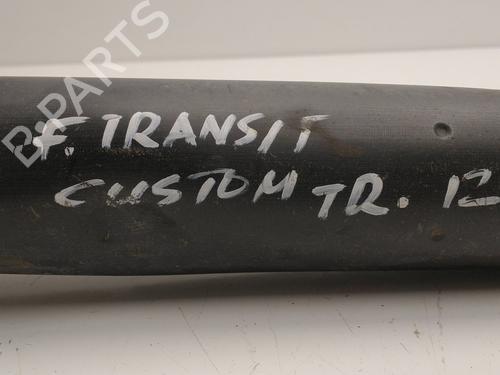 B PARTS
.F. TRANSIT
CUSTOM TR. 12